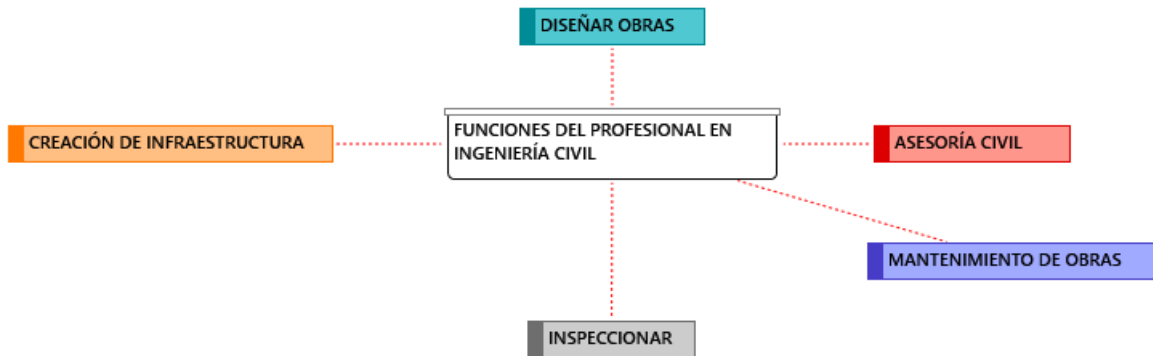 DISEÑAR OBRAS
CREACIÓN DE INFRAESTRUCTURA
FUNCIONES DEL PROFESIONAL EN
INGENIERÍA CIVIL
ASESORÍA CIVIL
MANTENIMIENTO DE OBRAS
INSPECCIONAR